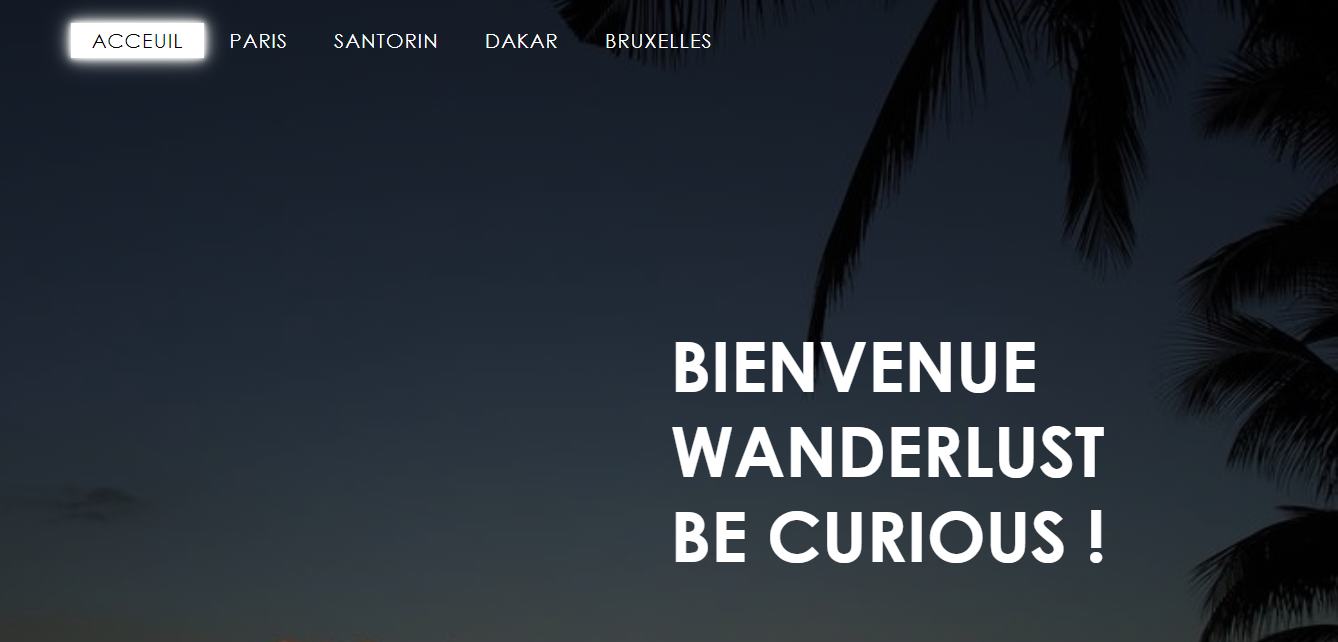 ACCEUIL PARIS SANTORIN DAKAR BRUXELLES
BIENVENUE
WANDERLUST
BE CURIOUS !